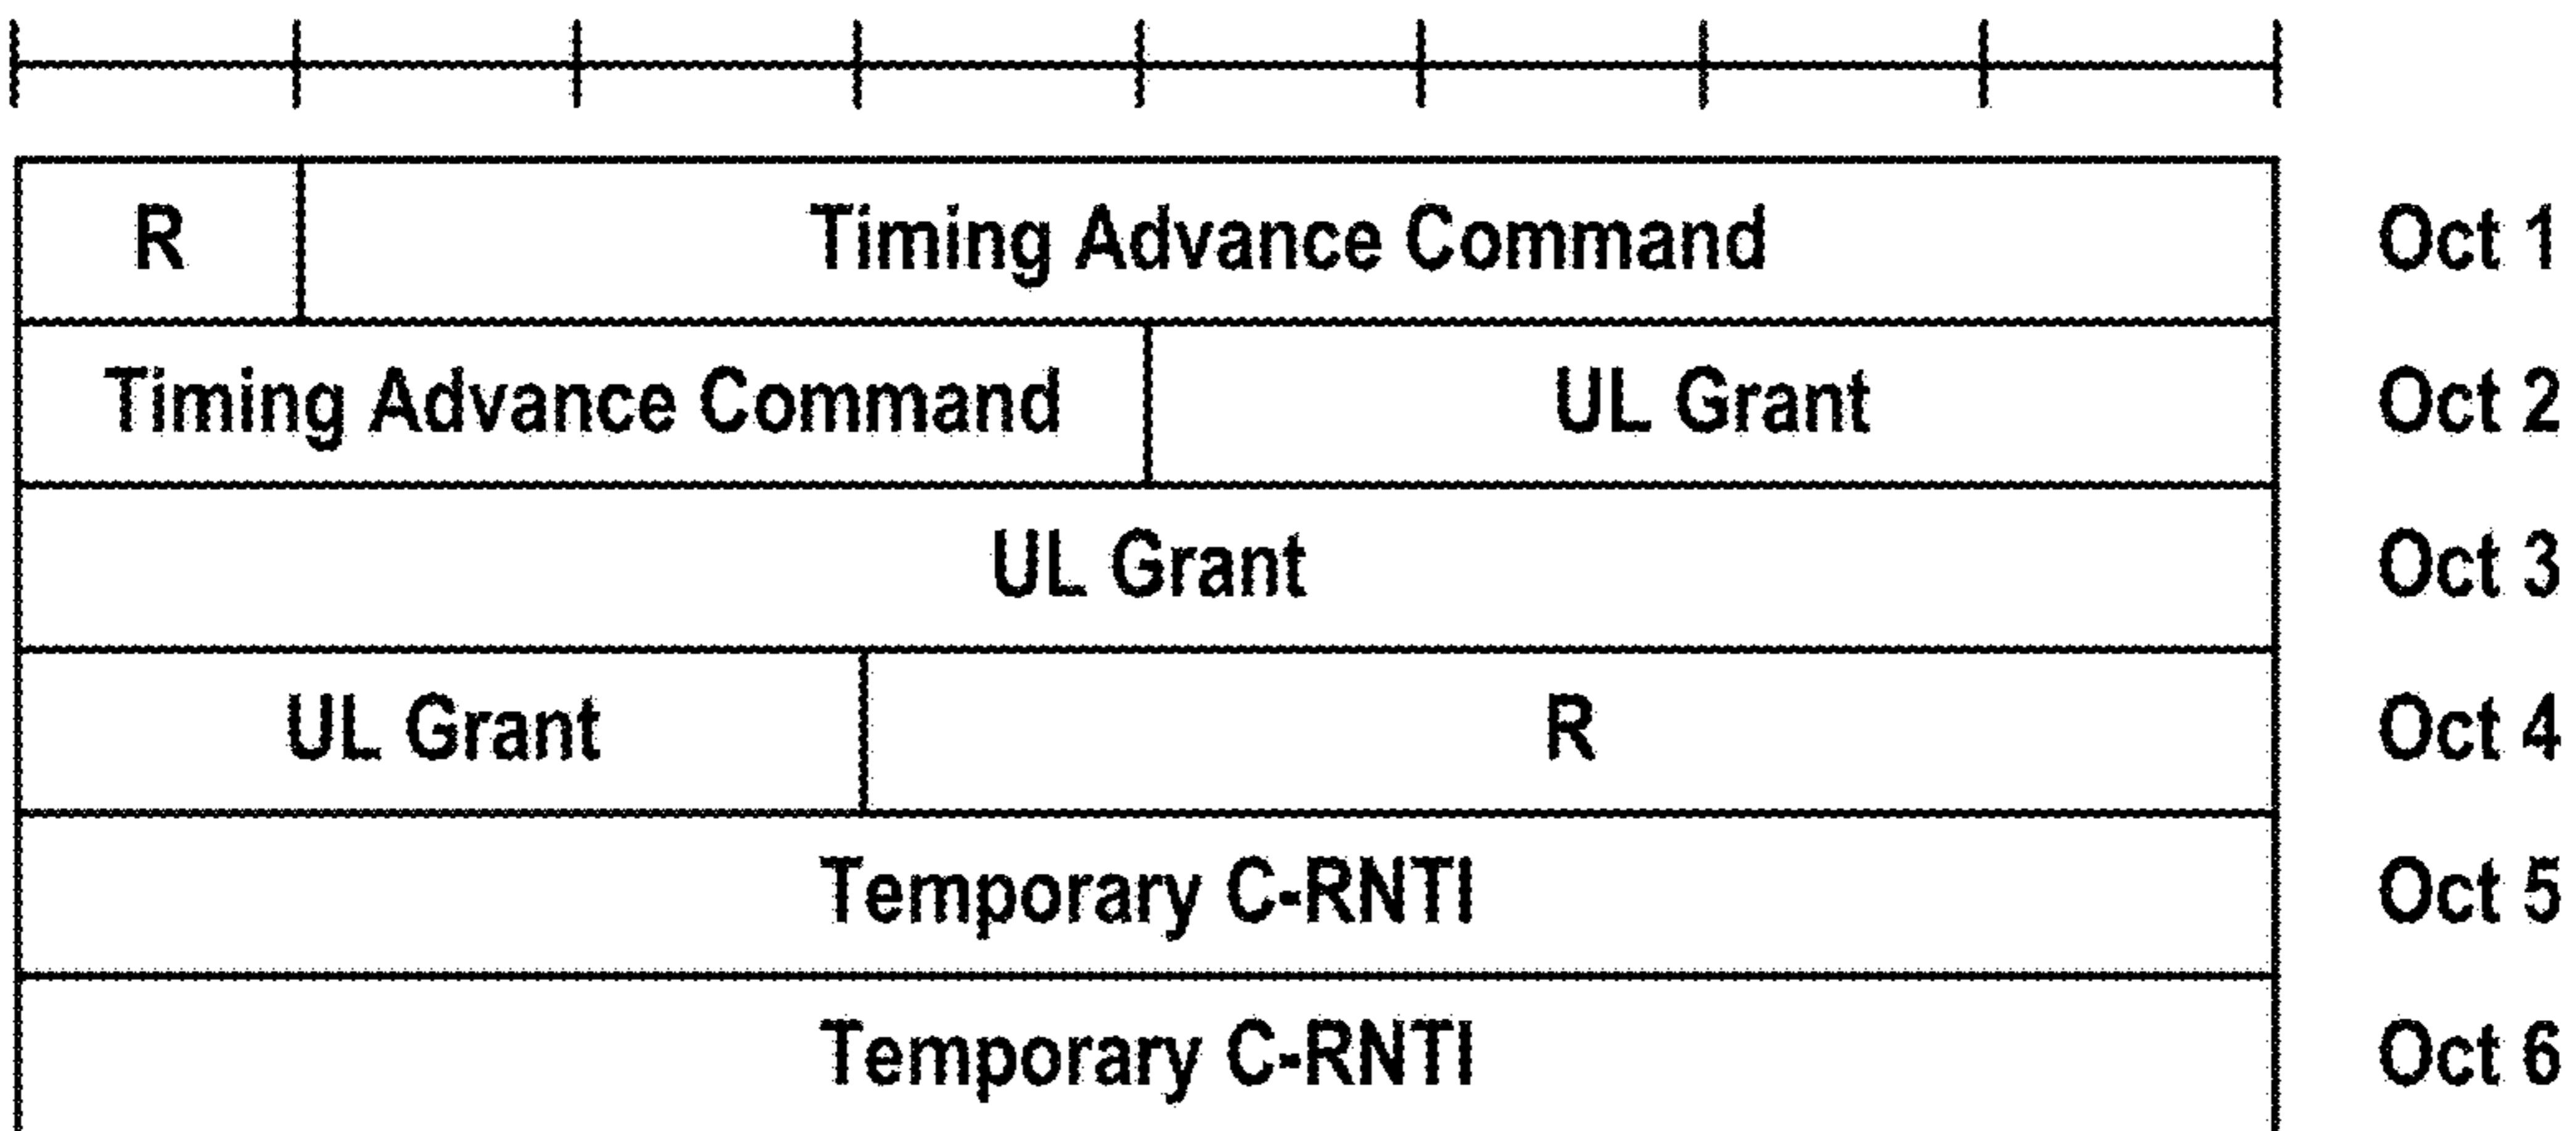 R Timing Advance Command Oct 1
Timing Advance Command UL Grant Oct 2
UL Grant Oct 3
UL Grant R Oct 4
Temporary C-RNTI Oct 5
Temporary C-RNTI Oct 6